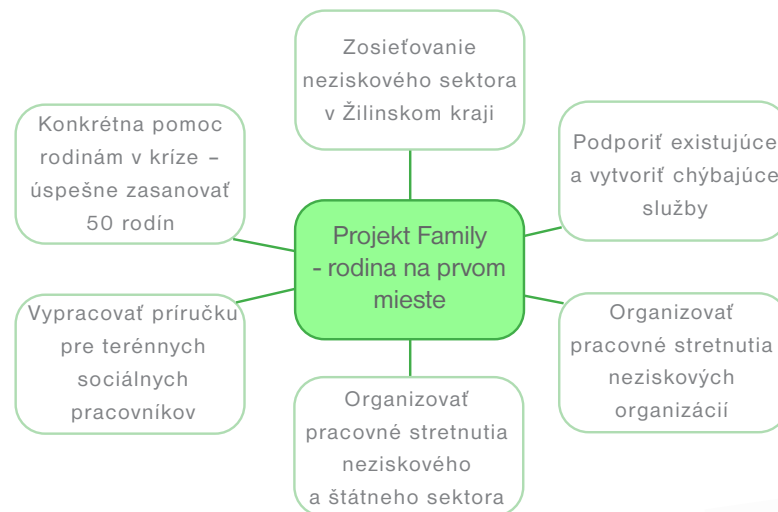 Zosieťovanie
neziskového sektora
v Žilinskom kraji
Konkrétna pomoc
rodinám v kríze –
úspešne zasanovať
50 rodín
Podporiť existujúce
a vytvoriť chýbajúce
služby
Projekt Family
- rodina na prvom
mieste
Vypracovať príručku
pre terénnych
sociálnych
pracovníkov
Organizovať
pracovné stretnutia
neziskových
organizácií
Organizovať
pracovné stretnutia
neziskového
a štátneho sektora